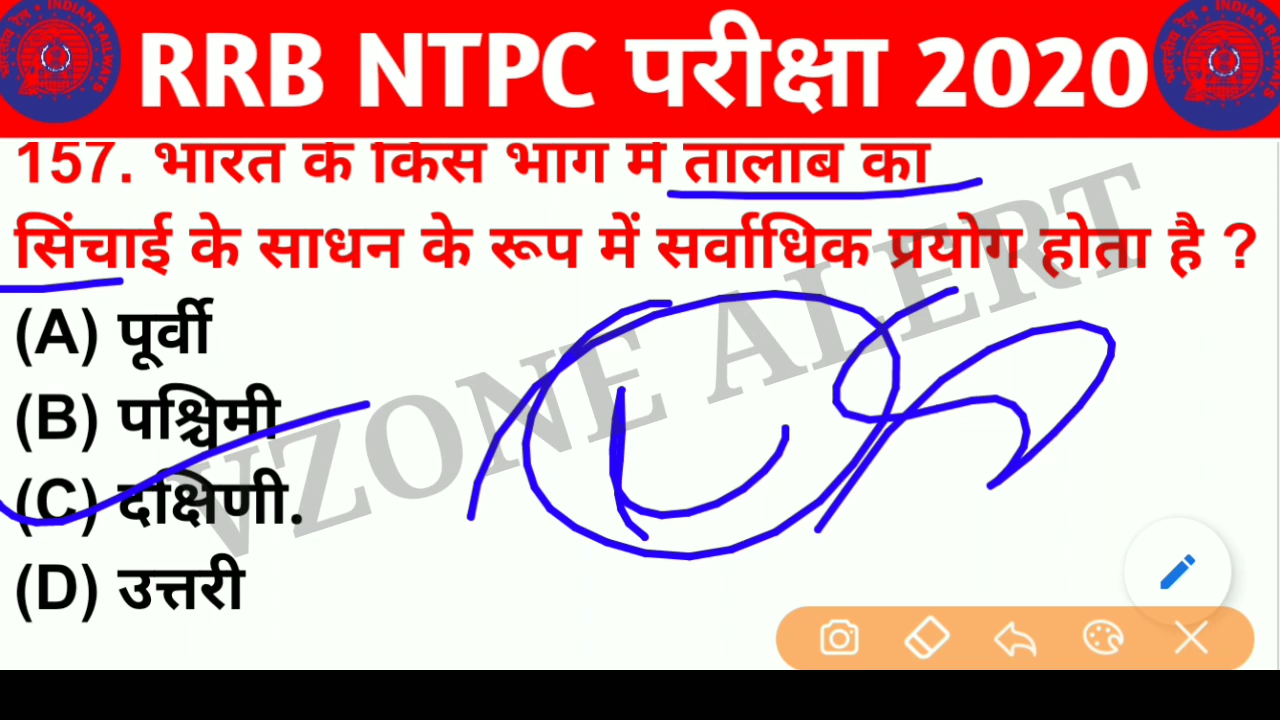 RRB NTPC परीक्षा 2020
157. भारत के किस भाग में तालाब का
सिंचाई के साधन के रूप में सर्वाधिक प्रयोग होता है ?
(A) पूर्वी
(B) पश्चिमी
(C) दक्षिणी.
(D) उत्तरी
VZONE ALERT